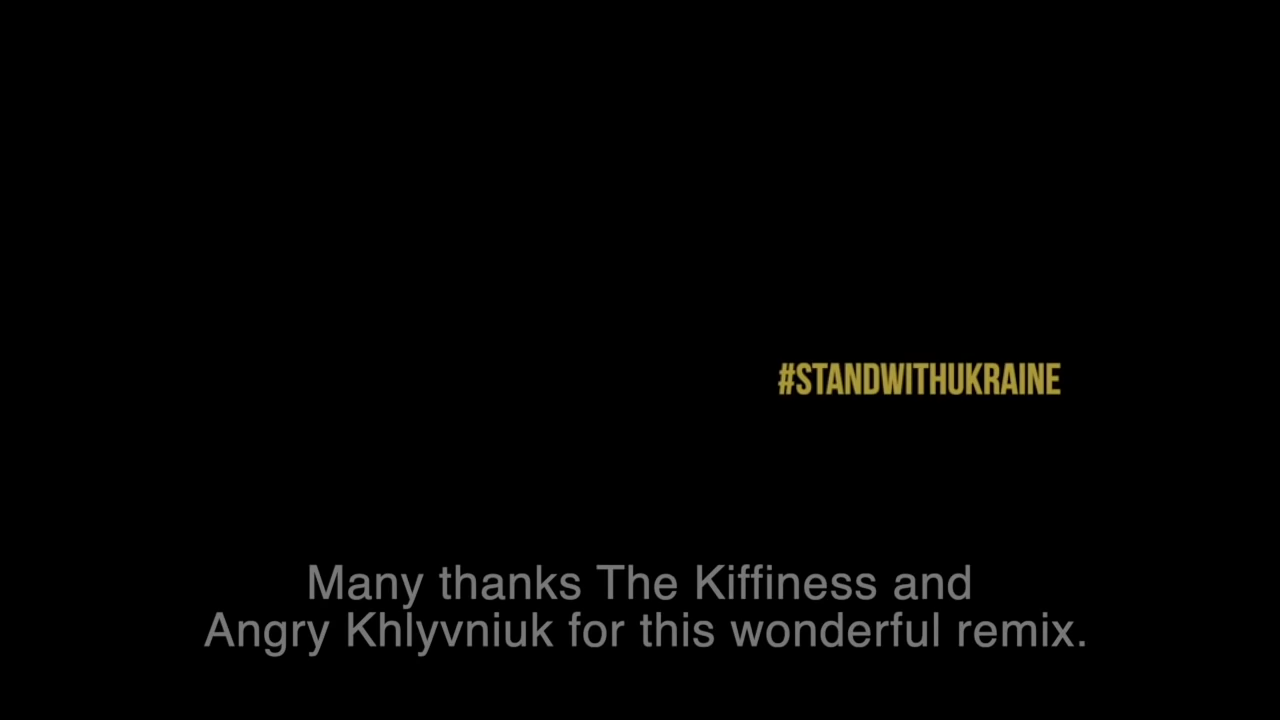 #STANDWITHUKRAINE
Many thanks The Kiffiness and
Angry Khlyvniuk for this wonderful remix.